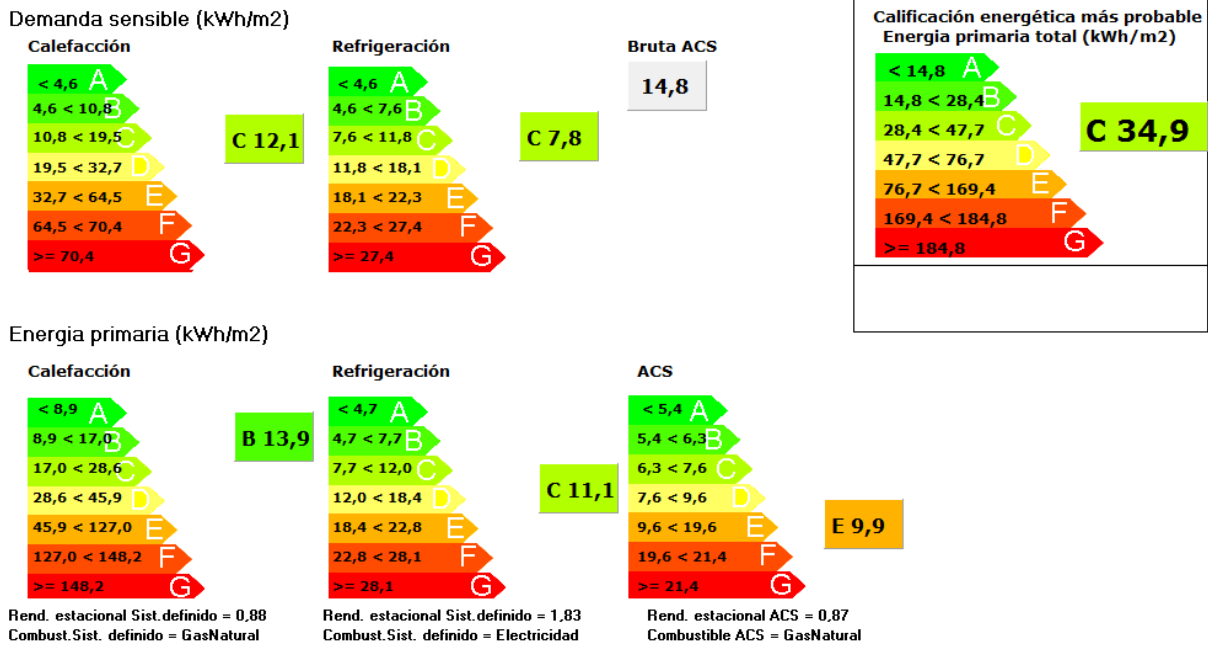 Demanda sensible (kWh/m2)
Calefacción
< 4,6 A
4,6 < 10,8 B
10,8 < 19,5 C
19,5 < 32,7 D
32,7 < 64,5 E
64,5 < 70,4 F
>= 70,4 G
C 12,1
Refrigeración
< 4,6 A
4,6 < 7,6 B
7,6 < 11,8 C
11,8 < 18,1 D
18,1 < 22,3 E
22,3 < 27,4 F
>= 27,4 G
C 7,8
Bruta ACS
14,8
Calificación energética más probable
Energia primaria total (kWh/m2)
< 14,8 A
14,8 < 28,4 B
28,4 < 47,7 C
47,7 < 76,7 D
76,7 < 169,4 E
169,4 < 184,8 F
>= 184,8 G
C 34,9
Energia primaria (kWh/m2)
Calefacción
< 8,9 A
8,9 < 17,0 B
17,0 < 28,6 C
28,6 < 45,9 D
45,9 < 127,0 E
127,0 < 148,2 F
>= 148,2 G
B 13,9
Rend. estacional Sist.definido = 0,88
Combust.Sist. definido = GasNatural
Refrigeración
< 4,7 A
4,7 < 7,7 B
7,7 < 12,0 C
12,0 < 18,4 D
18,4 < 22,8 E
22,8 < 28,1 F
>= 28,1 G
C 11,1
Rend. estacional Sist.definido = 1,83
Combust.Sist. definido = Electricidad
ACS
< 5,4 A
5,4 < 6,3 B
6,3 < 7,6 C
7,6 < 9,6 D
9,6 < 19,6 E
19,6 < 21,4 F
>= 21,4 G
E 9,9
Rend. estacional ACS = 0,87
Combustible ACS = GasNatural